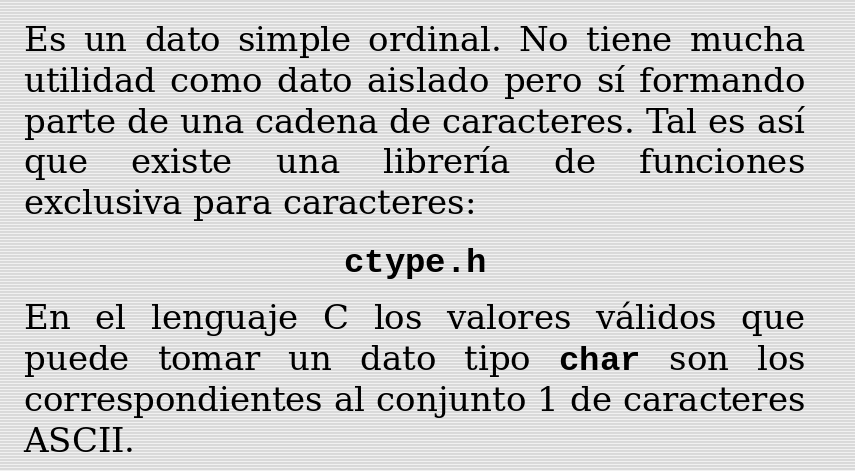 Es un dato simple ordinal. No tiene mucha
utilidad como dato aislado pero sí formando
parte de una cadena de caracteres. Tal es así
que existe una librería de funciones
exclusiva para caracteres:
ctype.h
En el lenguaje C los valores válidos que
puede tomar un dato tipo char son los
correspondientes al conjunto 1 de caracteres
ASCII.